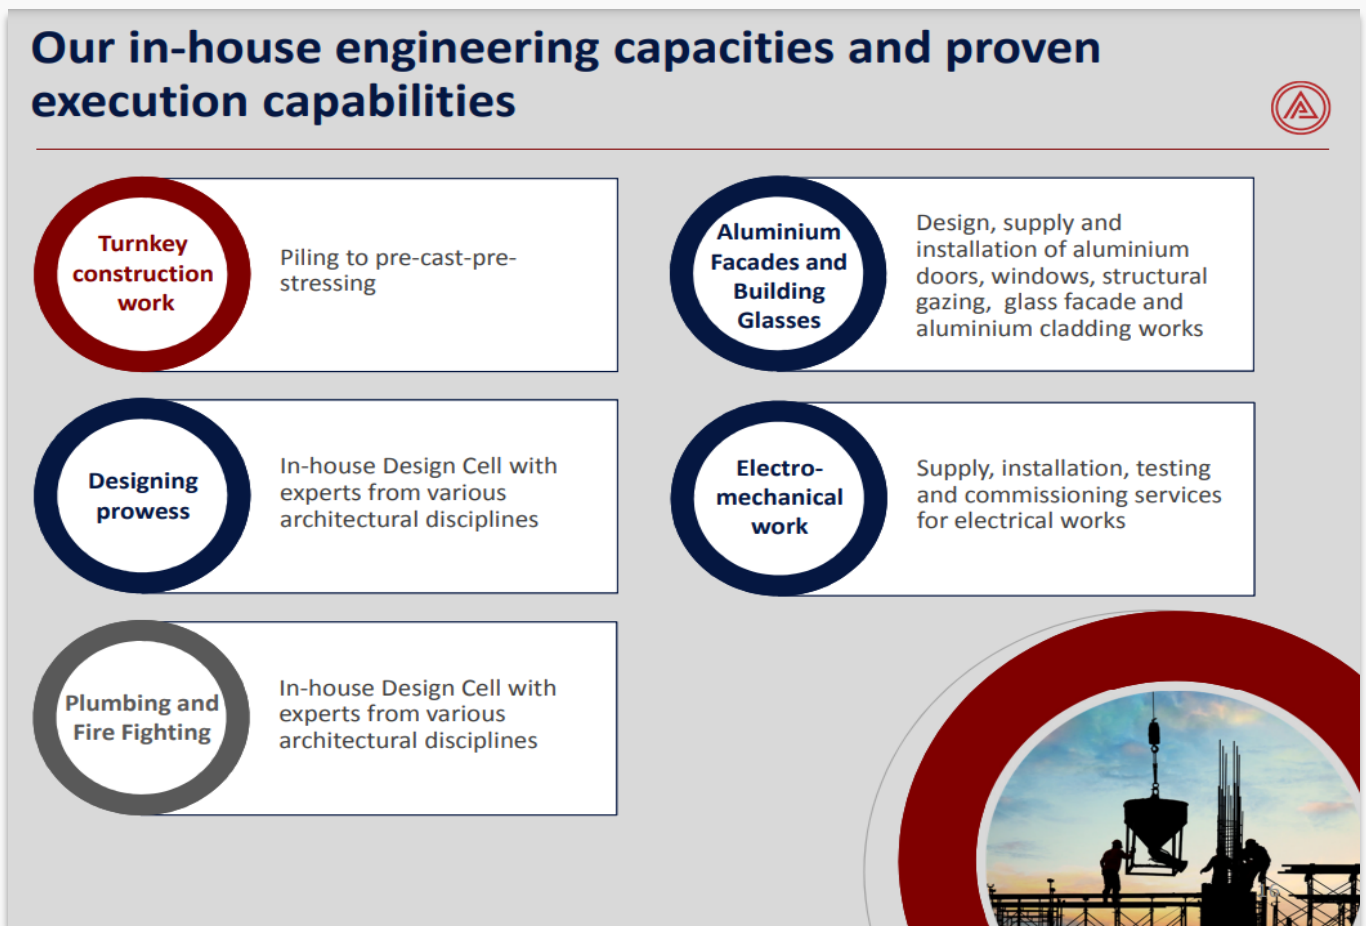 Our in-house engineering capacities and proven
execution capabilities
Turnkey
construction
work
Piling to pre-cast-pre-
stressing
Aluminium
Facades and
Building
Glasses
Design, supply and
installation of aluminium
doors, windows, structural
gazing,  glass facade and
aluminium cladding works
Designing
prowess
In-house Design Cell with
experts from various
architectural disciplines
Electro-
mechanical
work
Supply, installation, testing
and commissioning services
for electrical works
Plumbing and
Fire Fighting
In-house Design Cell with
experts from various
architectural disciplines